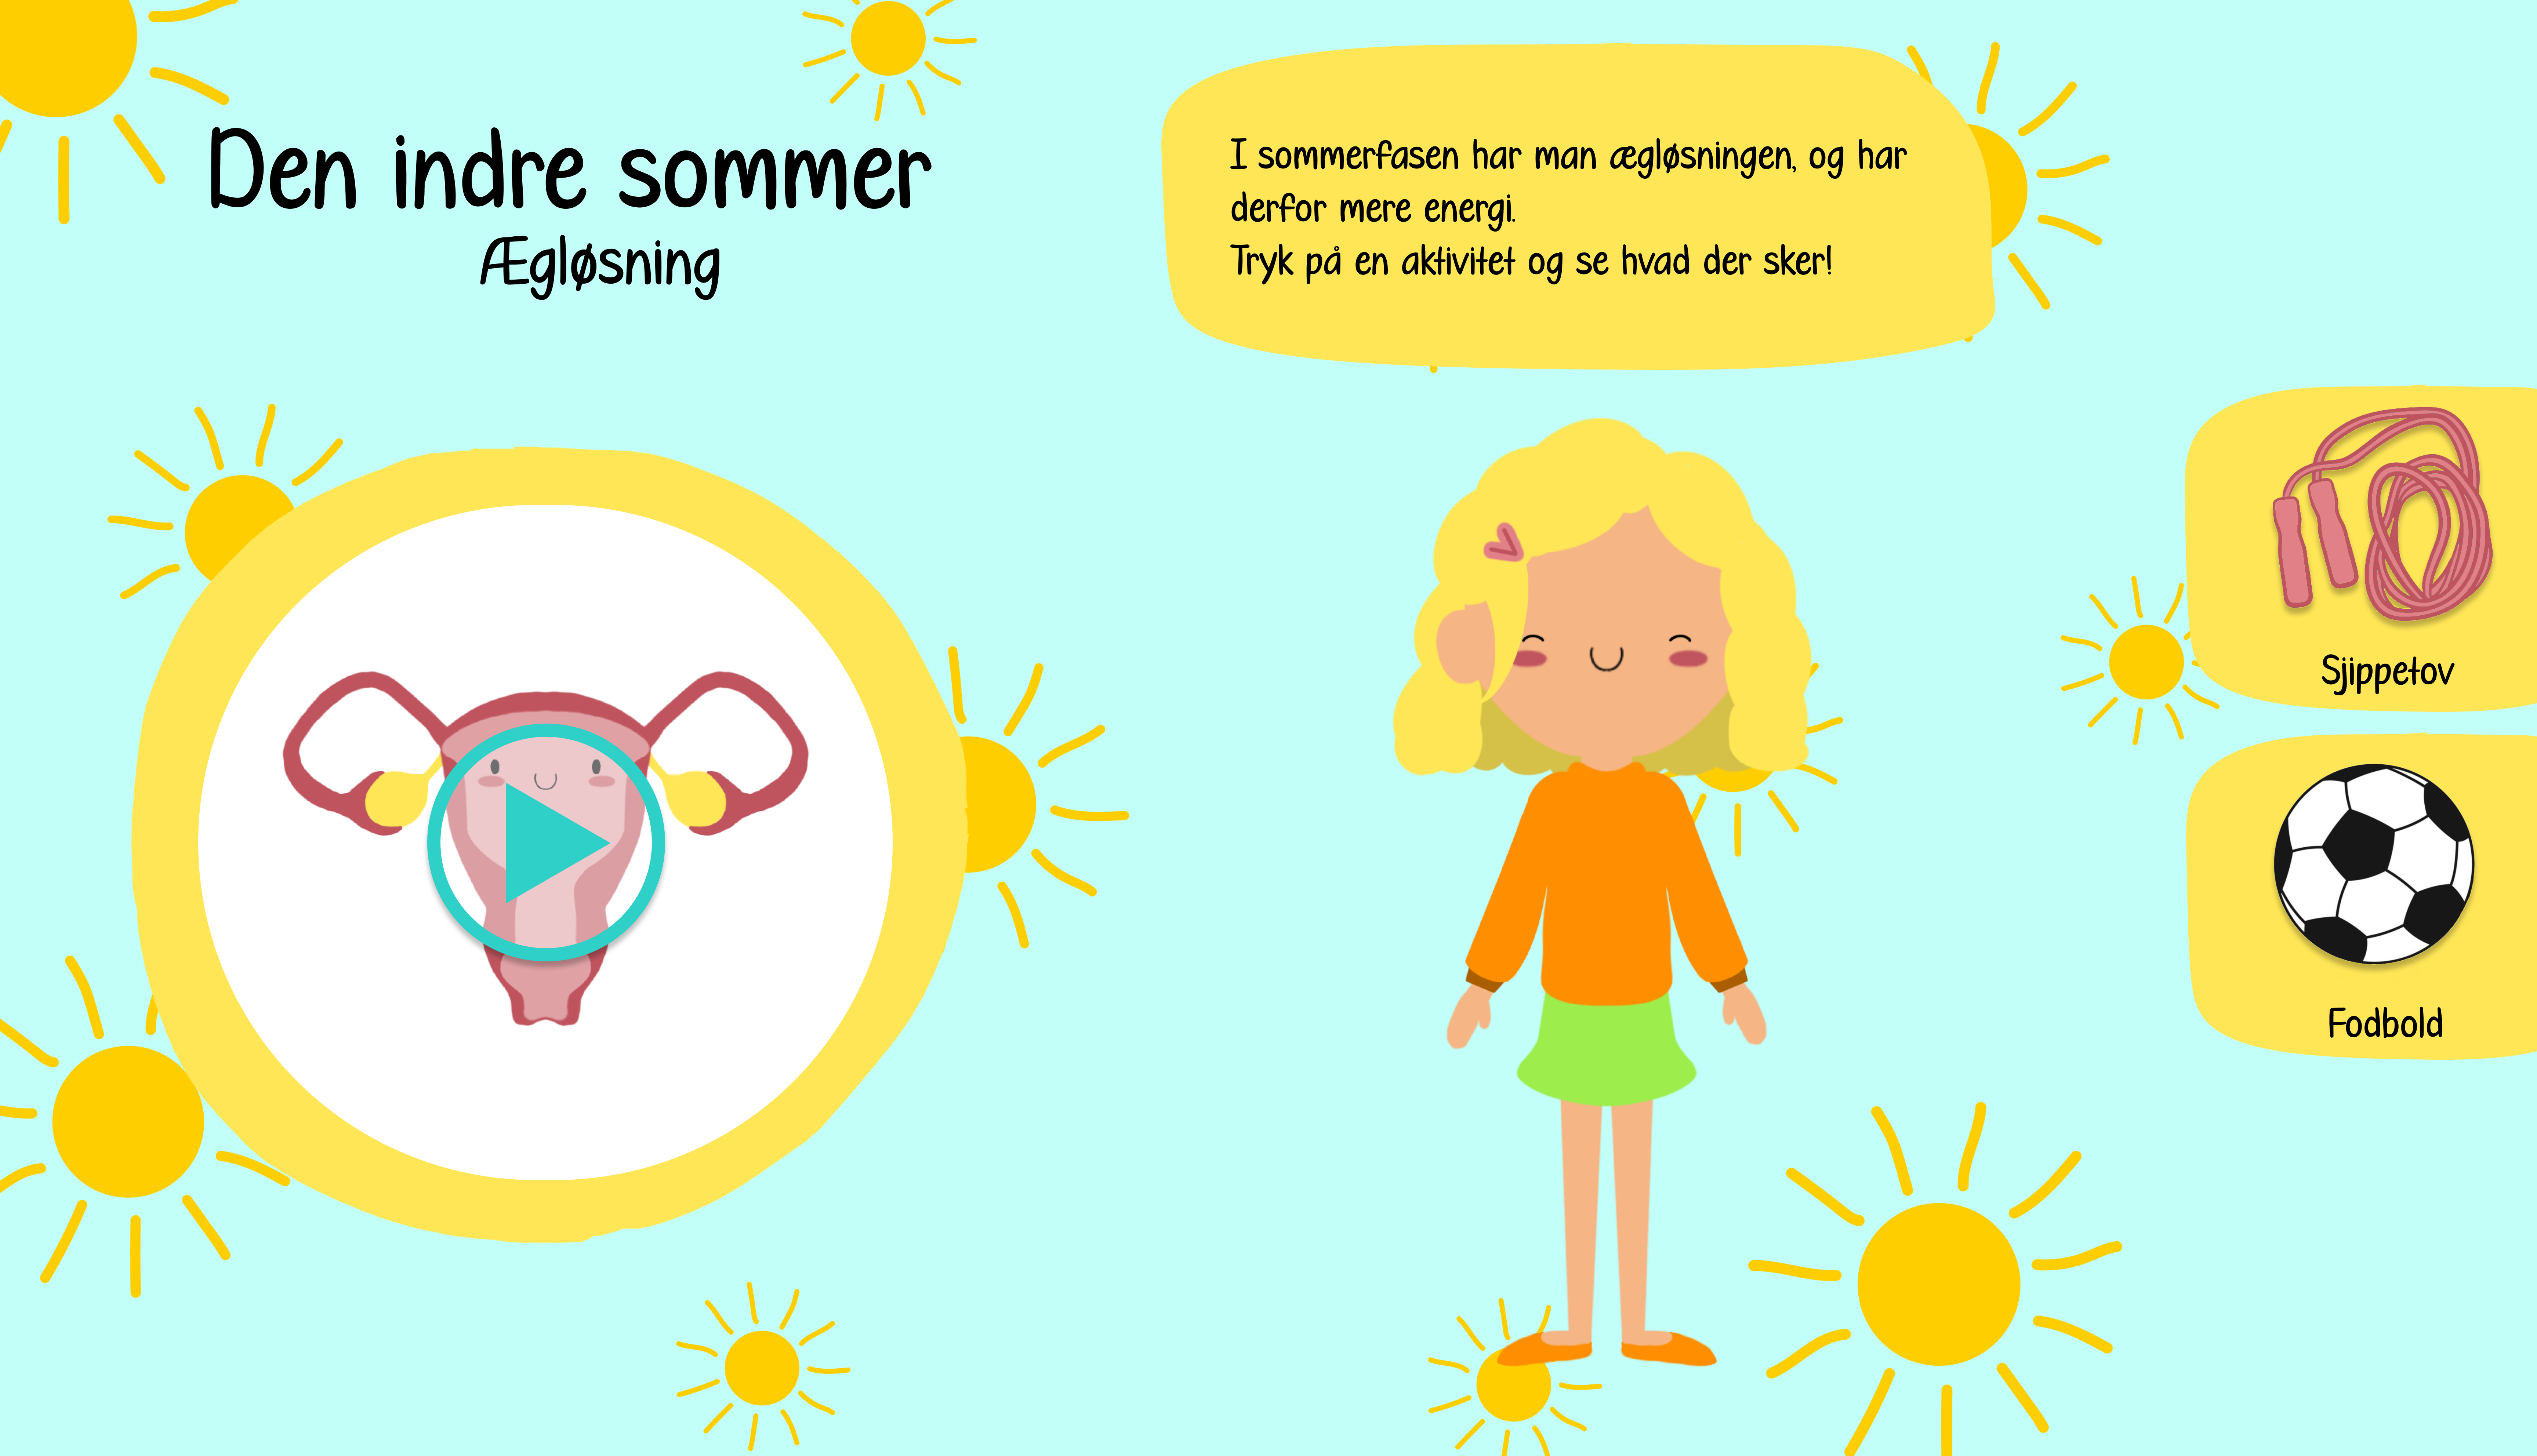 Den indre sommer
Ægløsning
I sommerfasen har man ægløsningen, og har
derfor mere energi.
Tryk på en aktivitet og se hvad der sker!
Sjippetov
Fodbold